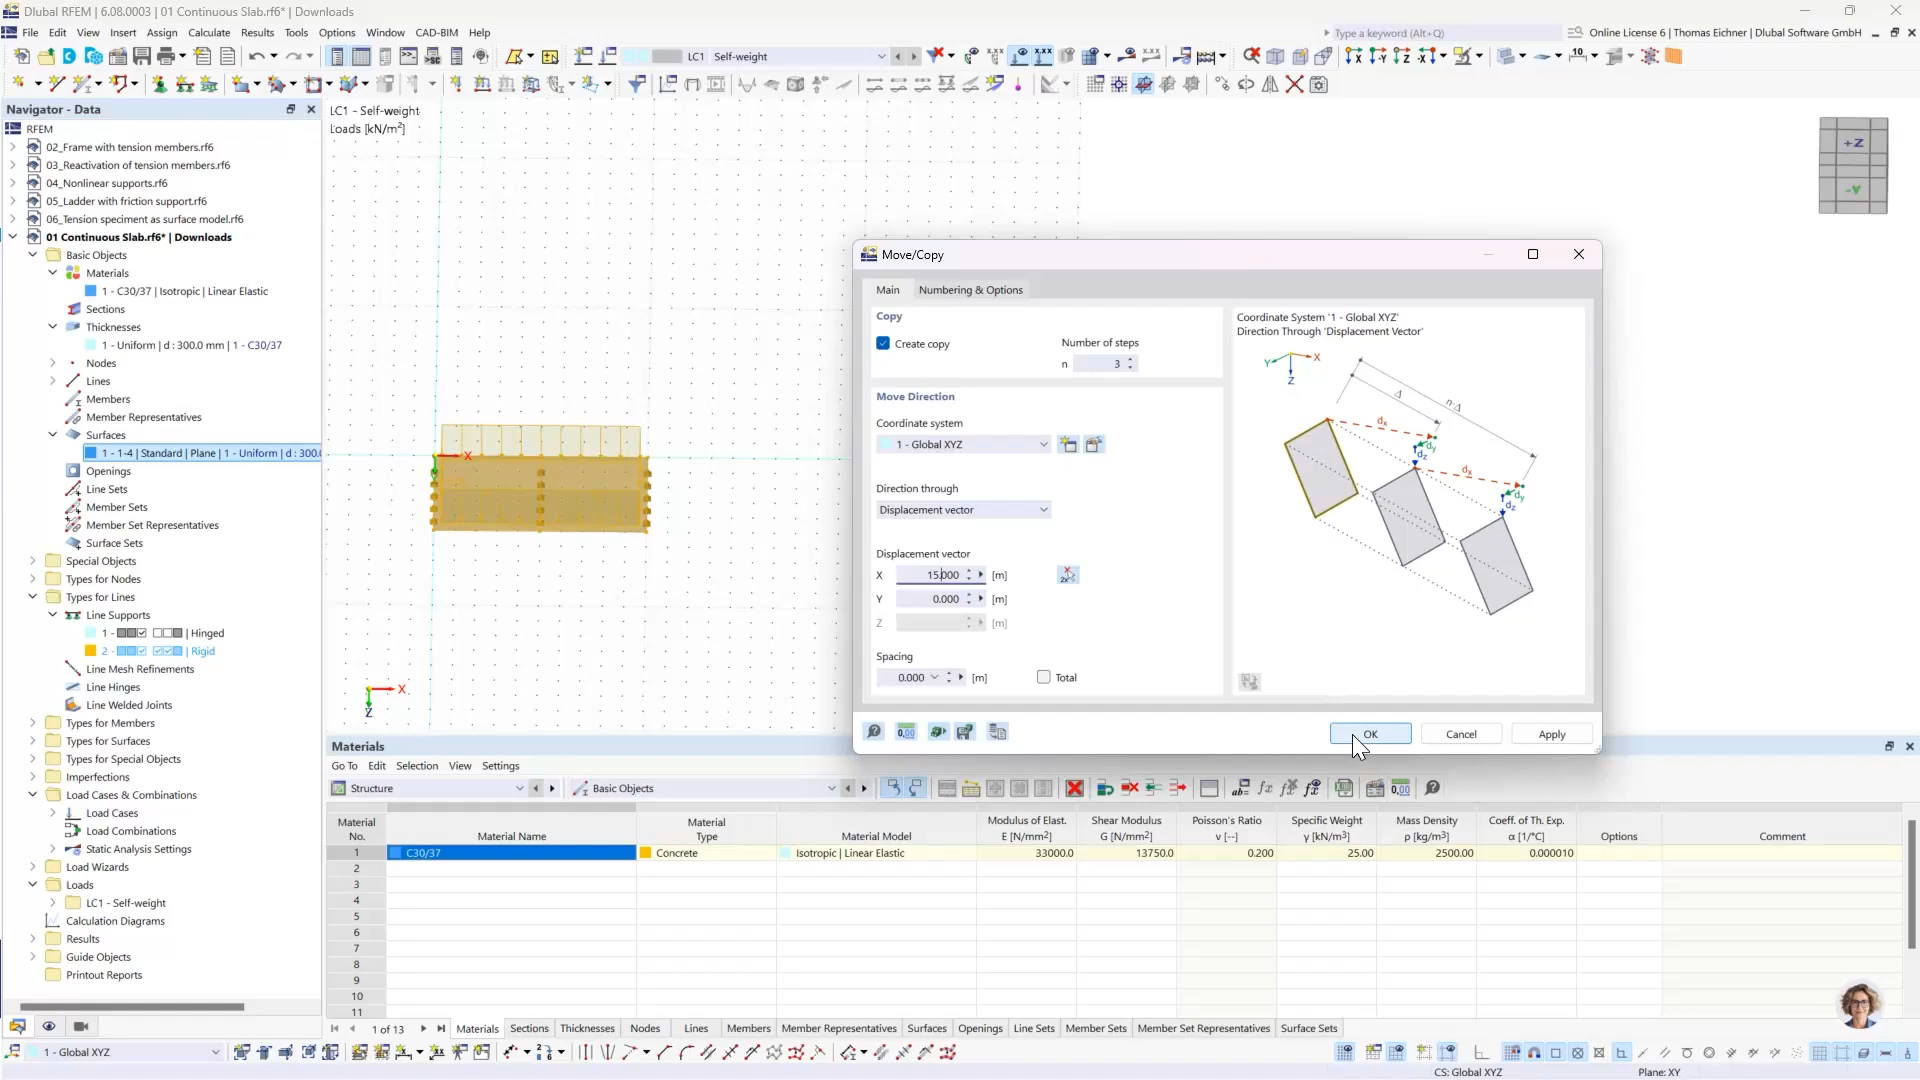 Dlubal RFEM | 6.08.0003 | 01 Continuous Slab.rf6* | Downloads
File Edit View Insert Assign Calculate Results Tools Options Window CAD-BIM Help
Type a keyword (Alt+Q)
Online License 6 | Thomas Eichner | Dlubal Software GmbH
LC1 Self-weight
Navigator - Data
RFEM
02_Frame with tension members.rf6
03_Reactivation of tension members.rf6
04_Nonlinear supports.rf6
05_Ladder with friction support.rf6
06_Tension speciment as surface model.rf6
01 Continuous Slab.rf6* | Downloads
Basic Objects
Materials
1 - C30/37 | Isotropic | Linear Elastic
Sections
Thicknesses
1 - Uniform | d : 300.0 mm | 1 - C30/37
Nodes
Lines
Members
Member Representatives
Surfaces
1 - 1-4 | Standard | Plane | 1 - Uniform | d : 300.
Openings
Line Sets
Member Sets
Member Set Representatives
Surface Sets
Special Objects
Types for Nodes
Types for Lines
Line Supports
1 - | Hinged
2 - | Rigid
Line Mesh Refinements
Line Hinges
Line Welded Joints
Types for Members
Types for Surfaces
Types for Special Objects
Imperfections
Load Cases & Combinations
Load Cases
Load Combinations
Static Analysis Settings
Load Wizards
Loads
LC1 - Self-weight
Calculation Diagrams
Results
Guide Objects
Printout Reports
LC1 - Self-weight
Loads [kN/m²]
X
X
Z
+Z
-Y
Move/Copy
Main Numbering & Options
Copy
Create copy
Number of steps
n 3
Move Direction
Coordinate system
1 - Global XYZ
Direction through
Displacement vector
Displacement vector
X 15.000 [m]
Y 0.000 [m]
Z [m]
Spacing
0.000 [m] Total
Coordinate System '1 - Global XYZ'
Direction Through 'Displacement Vector'
Y X
Z
Δ
n·Δ
dx
dy
dz
dx
dy
dz
OK Cancel Apply
Materials
Go To Edit Selection View Settings
Structure Basic Objects
Material No. Material Name Material Type Material Model Modulus of Elast. E [N/mm2] Shear Modulus G [N/mm2] Poisson's Ratio ν [--] Specific Weight γ [kN/m3] Mass Density ρ [kg/m3] Coeff. of Th. Exp. α [1/°C] Options Comment
1 C30/37 Concrete Isotropic | Linear Elastic 33000.0 13750.0 0.200 25.00 2500.00 0.000010
2
3
4
5
6
7
8
9
10
11
1 of 13 Materials Sections Thicknesses Nodes Lines Members Member Representatives Surfaces Openings Line Sets Member Sets Member Set Representatives Surface Sets
1 - Global XYZ
CS: Global XYZ Plane: XY